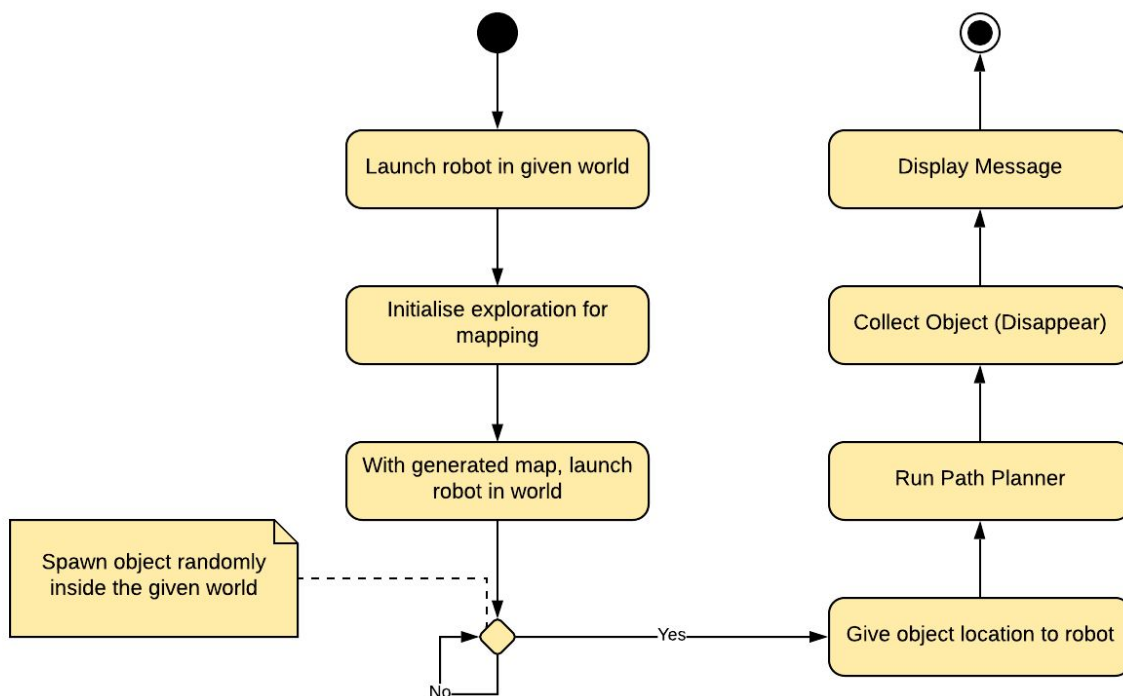 Launch robot in given world
Initialise exploration for
mapping
With generated map, launch
robot in world
Spawn object randomly
inside the given world
No
Yes
Give object location to robot
Run Path Planner
Collect Object (Disappear)
Display Message